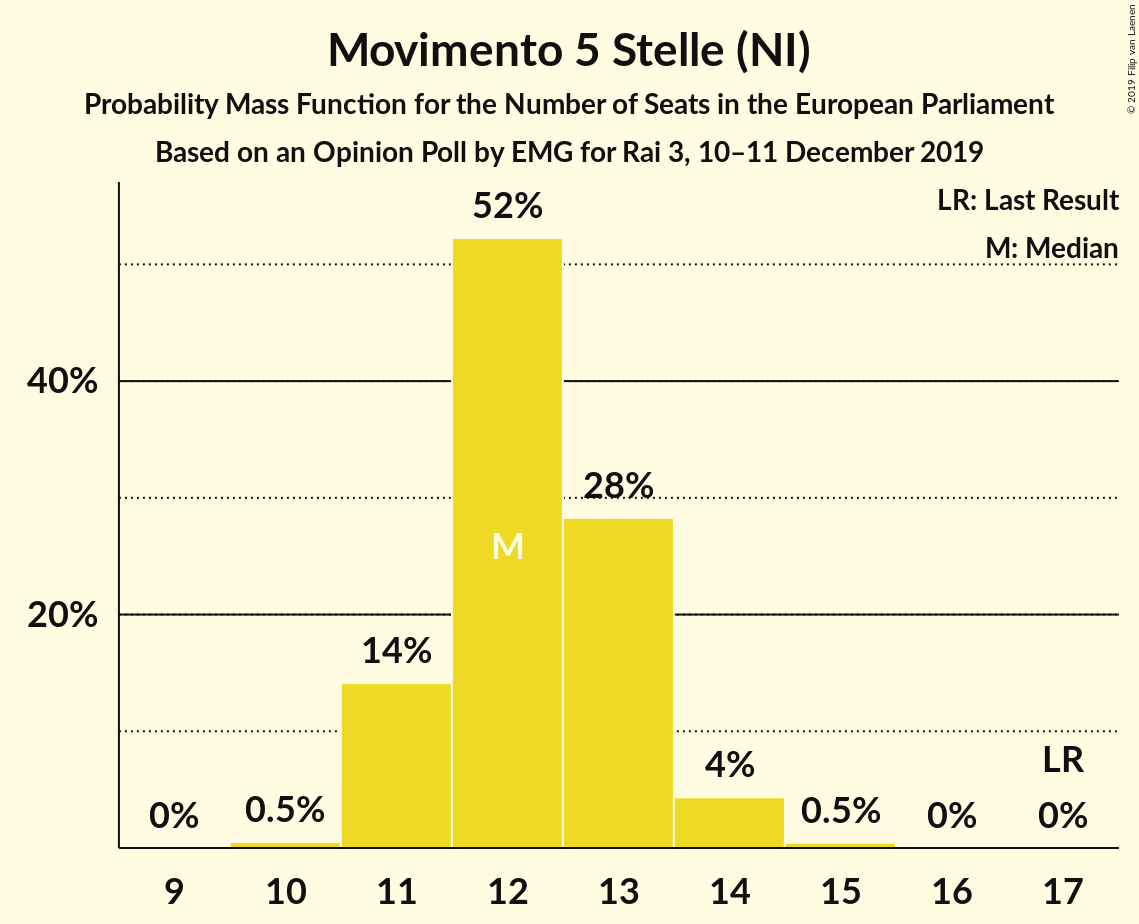 Movimento 5 Stelle (NI)
Probability Mass Function for the Number of Seats in the European Parliament
Based on an Opinion Poll by EMG for Rai 3, 10–11 December 2019
© 2019 Filip van Laenen
LR: Last Result
M: Median
52%
40%
28%
M
20%
14%
4%
LR
0%
0.5%
0.5%
0%
0%
9 10 11 12 13 14 15 16 17